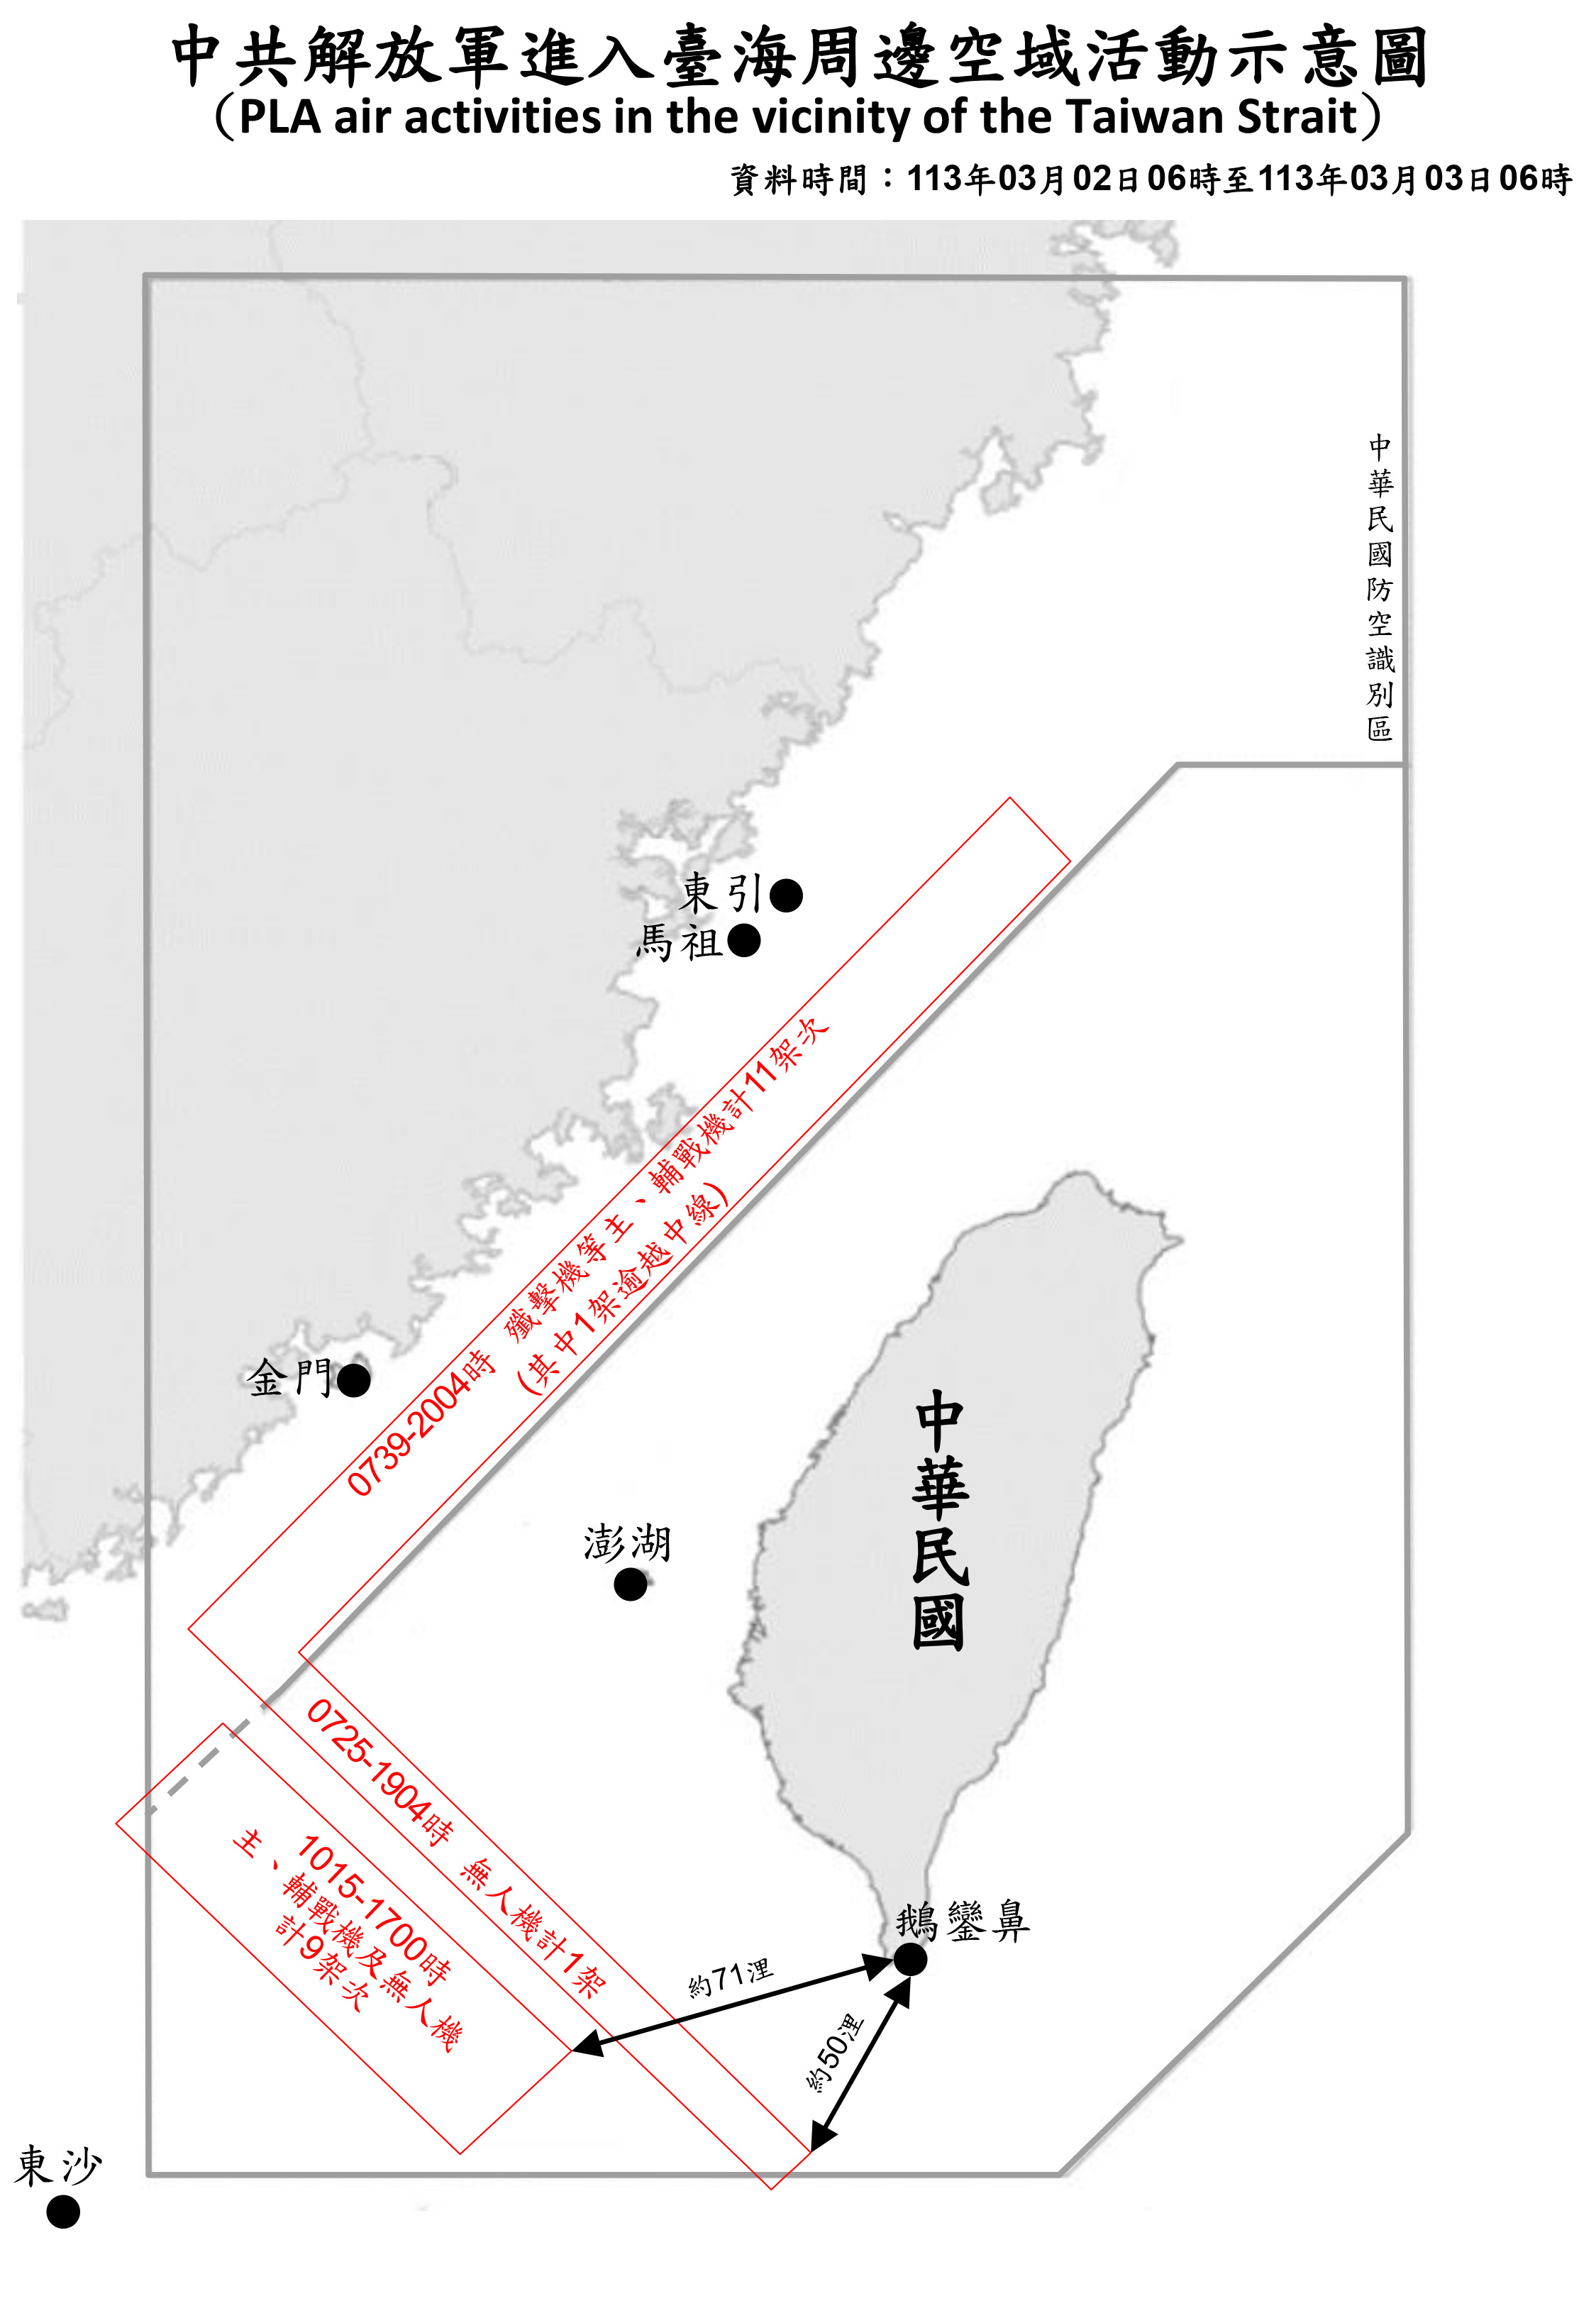 中共解放軍進入臺海周邊空域活動示意圖
（PLA air activities in the vicinity of the Taiwan Strait）
資料時間：113年03月02日06時至113年03月03日06時
中華民國防空識別區
東引
馬祖
0739-2004時 殲擊機等主、輔戰機計11架次
(其中1架逾越中線)
金門
中華民國
澎湖
0725-1904時 無人機計1架
1015-1700時
主、輔戰機及無人機
計9架次
鵝鑾鼻
約71浬
約50浬
東沙